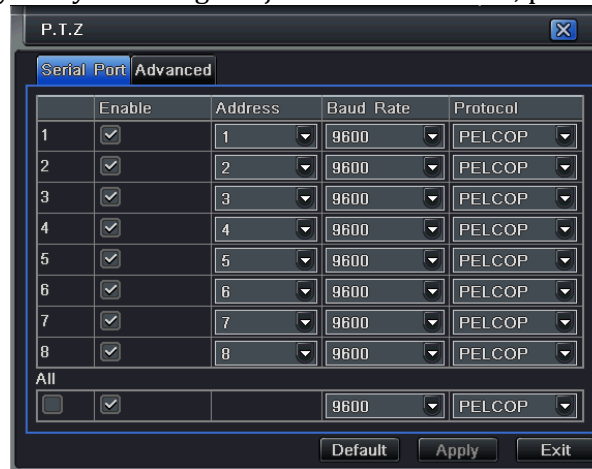 P.T.Z
Serial Port Advanced
Enable Address Baud Rate Protocol
1 1 9600 PELCOP
2 2 9600 PELCOP
3 3 9600 PELCOP
4 4 9600 PELCOP
5 5 9600 PELCOP
6 6 9600 PELCOP
7 7 9600 PELCOP
8 8 9600 PELCOP
All
9600 PELCOP
Default Apply Exit